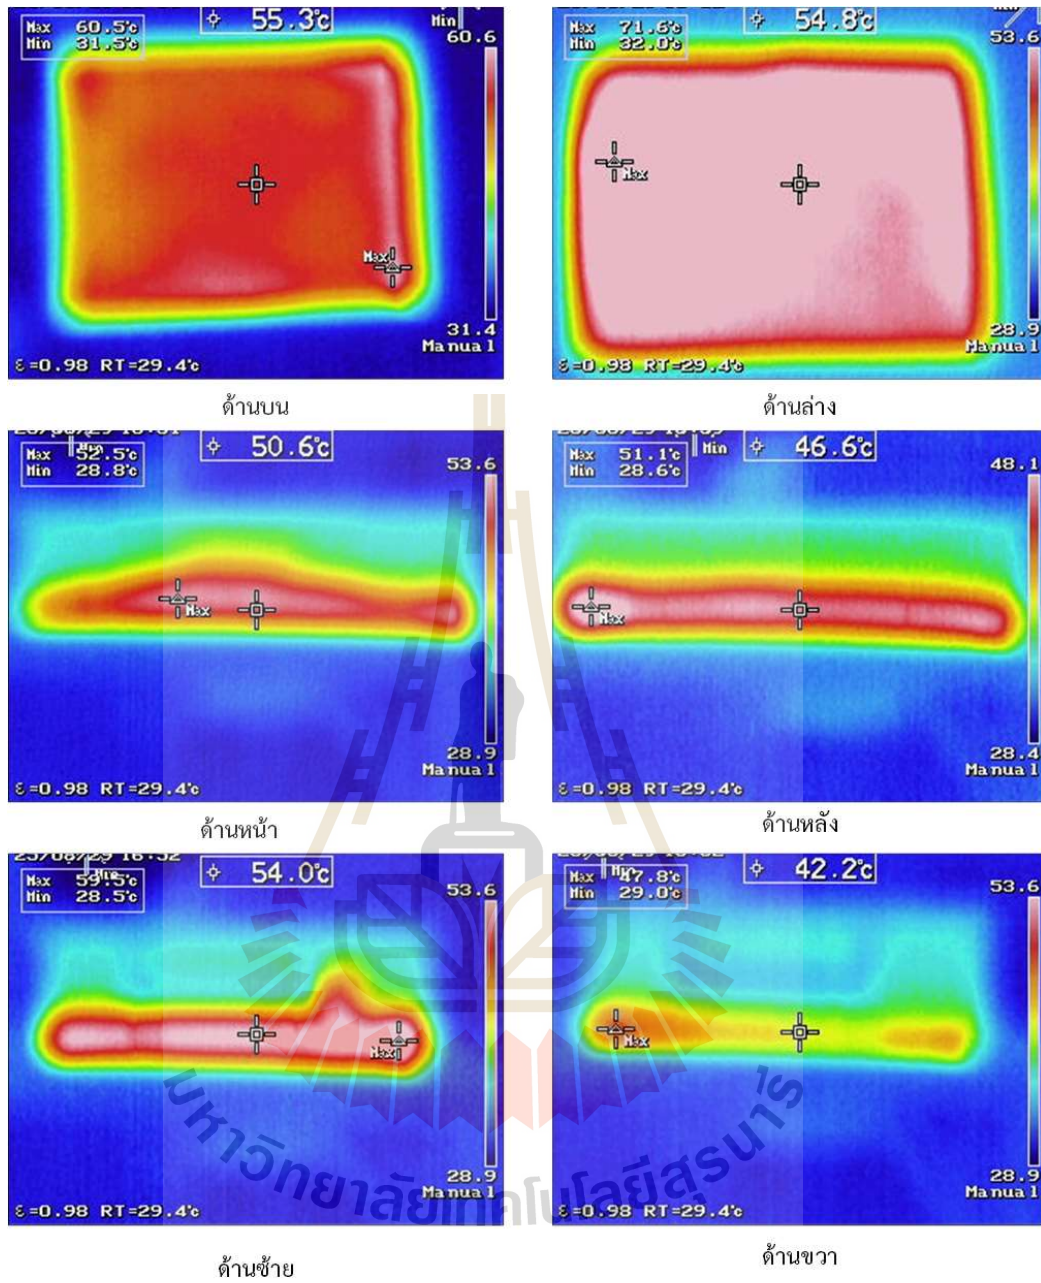 Max 60.5℃
Min 31.5℃
55.3℃
Min
60.6
31.4
Manual
ε=0.98 RT=29.4℃
ด้านบน
Max 71.6℃
Min 32.0℃
54.8℃
53.6
28.9
Manual
ε=0.98 RT=29.4℃
Max
ด้านล่าง
Max 52.5℃
Min 28.8℃
50.6℃
53.6
Max
28.9
Manual
ε=0.98 RT=29.4℃
ด้านหน้า
Max 51.1℃
Min 28.6℃
Min
46.6℃
48.1
Max
28.4
Manual
ε=0.98 RT=29.4℃
ด้านหลัง
Max 59.5℃
Min 28.5℃
54.0℃
53.6
Max
28.9
Manual
ε=0.98 RT=29.4℃
ด้านซ้าย
Max 47.8℃
Min 29.0℃
42.2℃
53.6
Max
28.9
Manual
ε=0.98 RT=29.4℃
ด้านขวา
มหาวิทยาลัยเทคโนโลยีสุรนารี